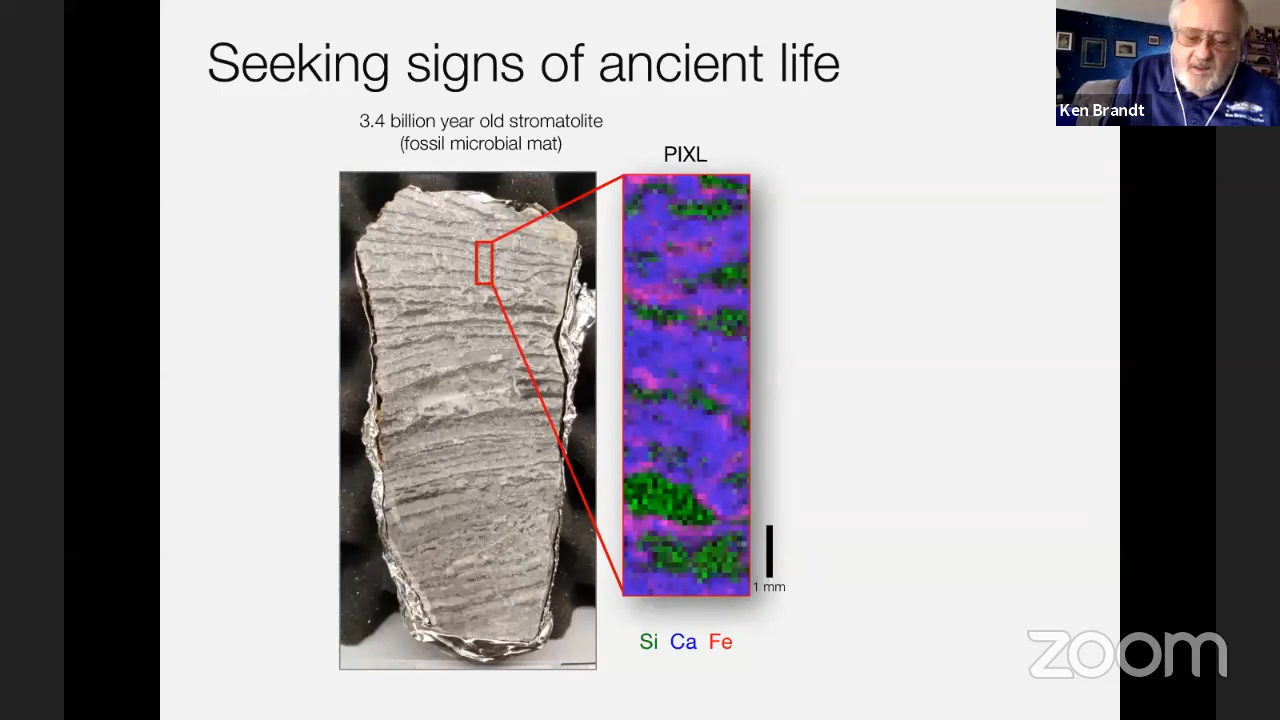 Seeking signs of ancient life
Ken Brandt
3.4 billion year old stromatolite
(fossil microbial mat)
PIXL
1 mm
Si Ca Fe
zoom